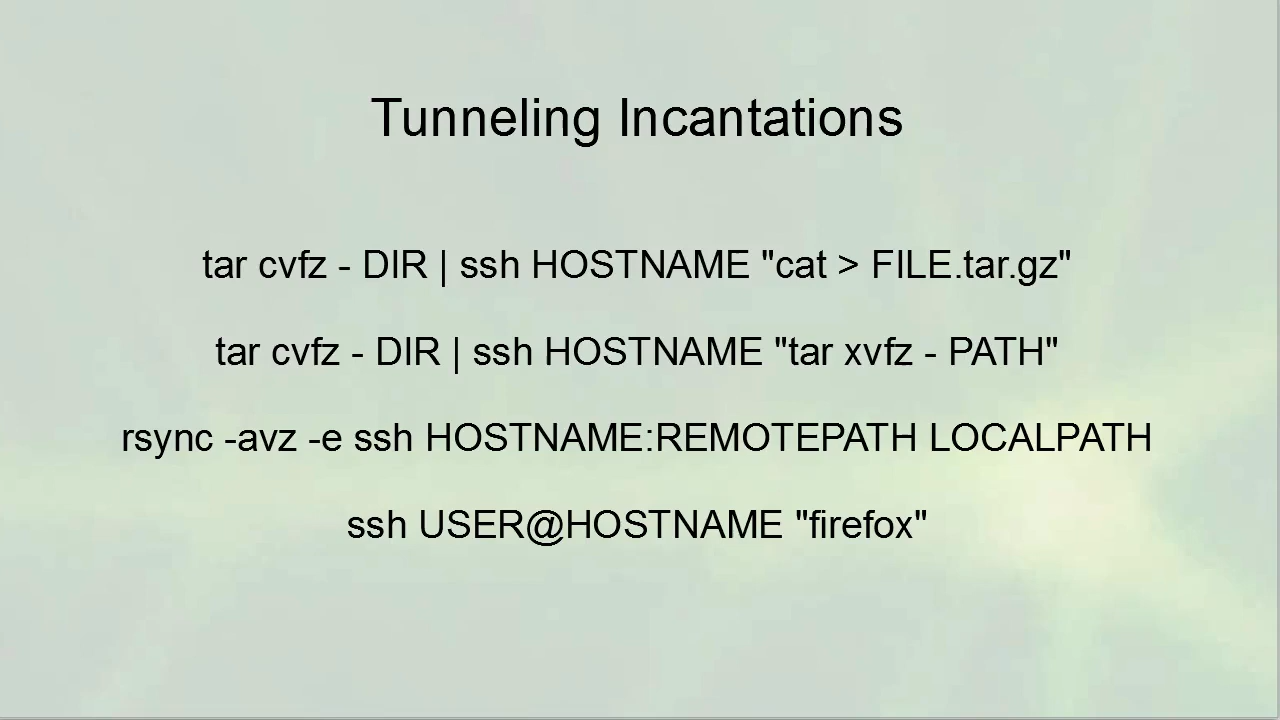 Tunneling Incantations
tar cvfz - DIR | ssh HOSTNAME "cat > FILE.tar.gz"
tar cvfz - DIR | ssh HOSTNAME "tar xvfz - PATH"
rsync -avz -e ssh HOSTNAME:REMOTEPATH LOCALPATH
ssh USER@HOSTNAME "firefox"